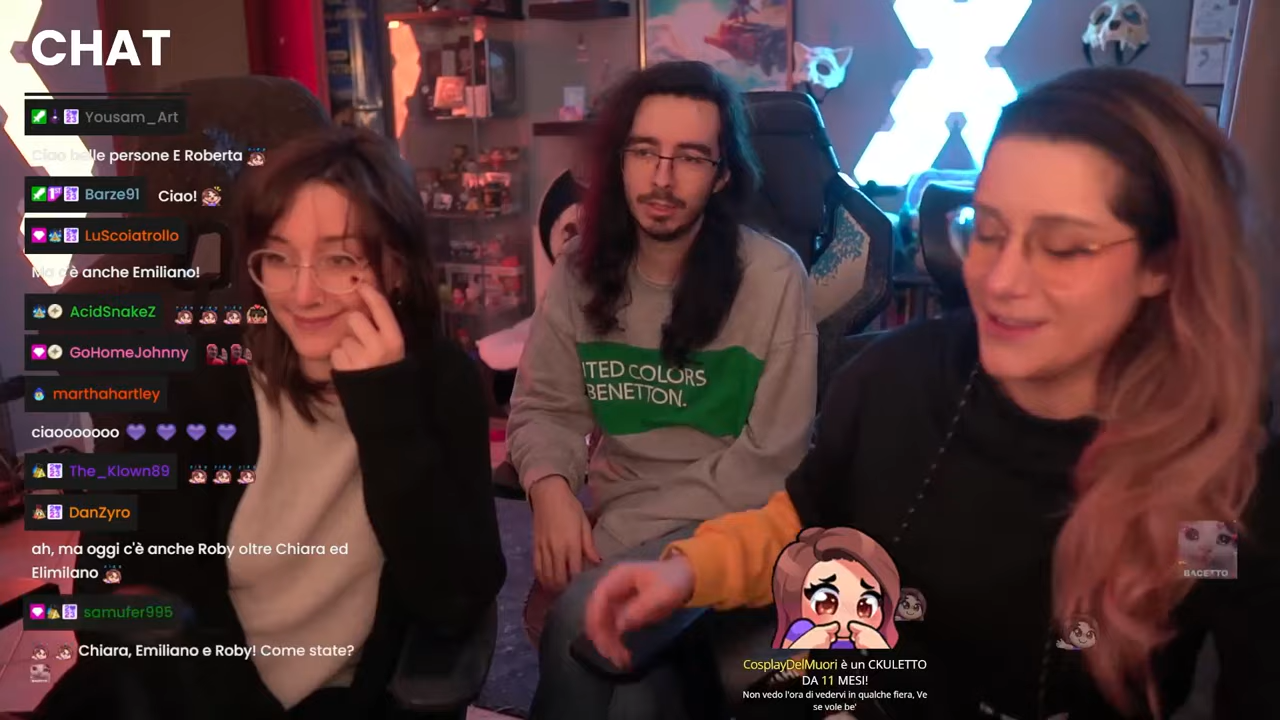 CHAT
Yousam_Art
Ciao belle persone E Roberta
Barze91 Ciao!
LuScoiatrollo
Ma c'è anche Emiliano!
AcidSnakeZ
GoHomeJohnny
marthahartley
ciaooooooo
The_Klown89
DanZyro
ah, ma oggi c'è anche Roby oltre Chiara ed
Elimilano
samufer995
Chiara, Emiliano e Roby! Come state?
ITED COLORS
BENETTON.
CosplayDelMuori è un CKULETTO
DA 11 MESI!
Non vedo l'ora di vedervi in qualche fiera, Ve
se vole be'
BACETTO